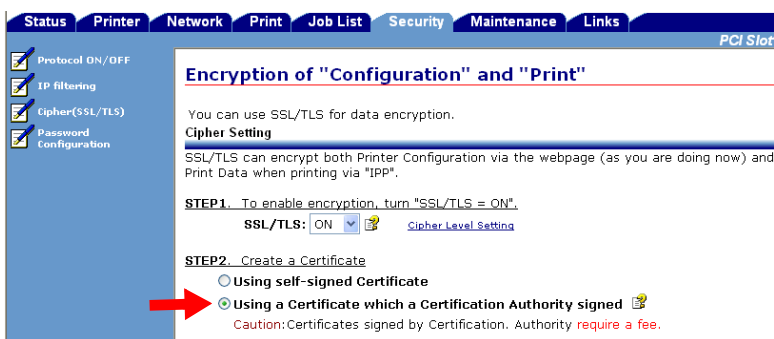 Status Printer Network Print Job List Security Maintenance Links
PCI Slot
Protocol ON/OFF
IP filtering
Cipher(SSL/TLS)
Password
Configuration
Encryption of "Configuration" and "Print"
You can use SSL/TLS for data encryption.
Cipher Setting
SSL/TLS can encrypt both Printer Configuration via the webpage (as you are doing now) and
Print Data when printing via "IPP".
STEP1. To enable encryption, turn "SSL/TLS = ON".
SSL/TLS: ON Cipher Level Setting
STEP2. Create a Certificate
Using self-signed Certificate
Using a Certificate which a Certification Authority signed
Caution:Certificates signed by Certification. Authority require a fee.